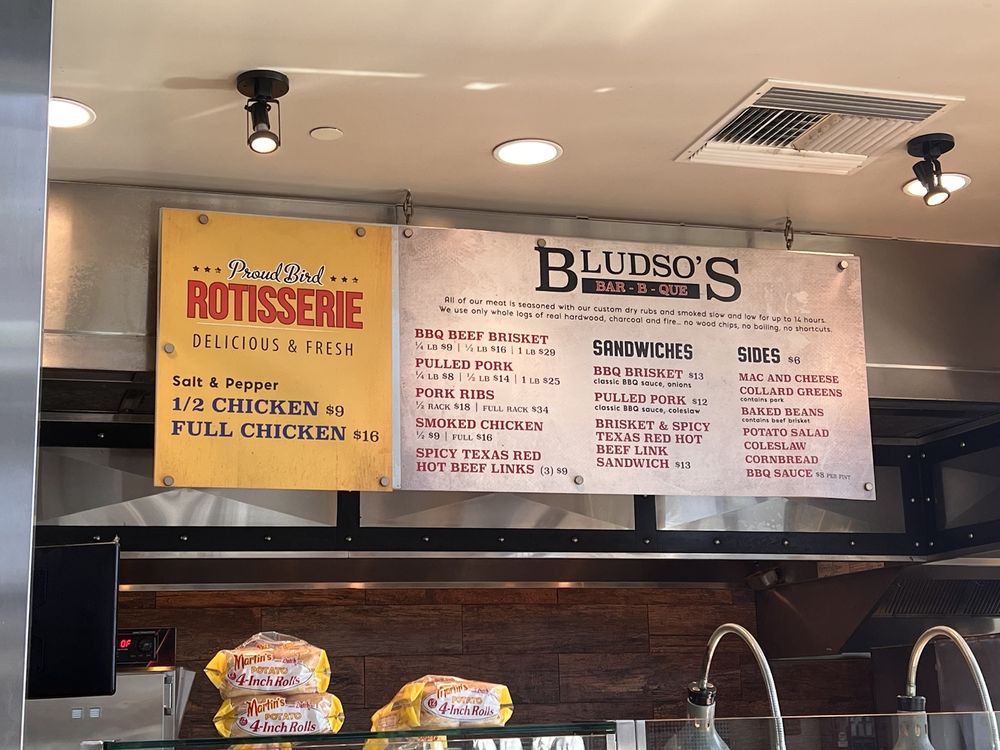 Proud Bird
ROTISSERIE
DELICIOUS & FRESH
Salt & Pepper
1/2 CHICKEN $9
FULL CHICKEN $16
BLUDSO'S
BAR-B-QUE
All of our meat is seasoned with our custom dry rubs and smoked slow and low for up to 14 hours.
We use only whole logs of real hardwood, charcoal and fire... no wood chips, no boiling, no shortcuts.
BBQ BEEF BRISKET
¼ LB $9 | ½ LB $16 | 1 LB $29
PULLED PORK
¼ LB $8 | ½ LB $14 | 1 LB $25
PORK RIBS
½ RACK $18 | FULL RACK $34
SMOKED CHICKEN
½ $9 | FULL $16
SPICY TEXAS RED
HOT BEEF LINKS (3) $9
SANDWICHES
BBQ BRISKET $13
classic BBQ sauce, onions
PULLED PORK $12
classic BBQ sauce, coleslaw
BRISKET & SPICY
TEXAS RED HOT
BEEF LINK
SANDWICH $13
SIDES $6
MAC AND CHEESE
COLLARD GREENS
contains pork
BAKED BEANS
contains beef brisket
POTATO SALAD
COLESLAW
CORNBREAD
BBQ SAUCE $8 PER PINT
Martin's
POTATO
4-Inch Rolls
Martin's
POTATO
4-Inch Rolls
Martin's
POTATO
4-Inch Rolls